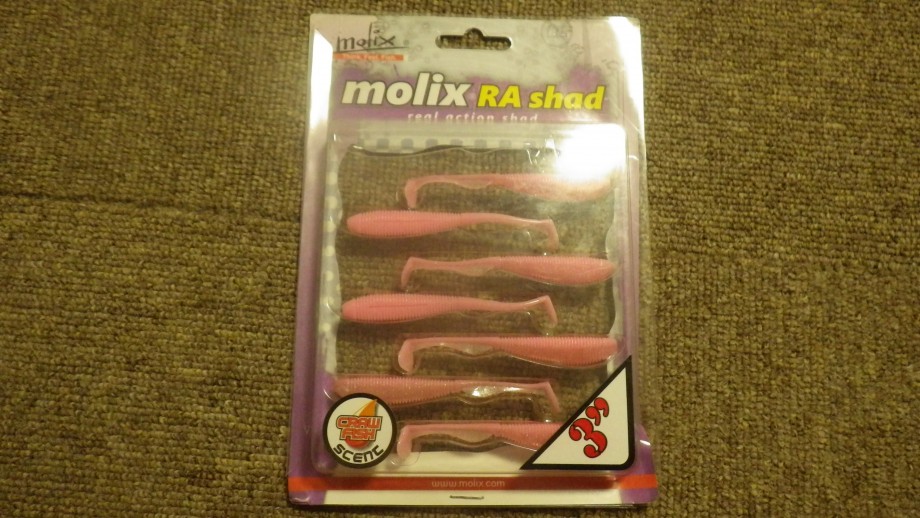 molix
molix RA shad
real action shad
CRAW
FISH
SCENT
3"
www.molix.com